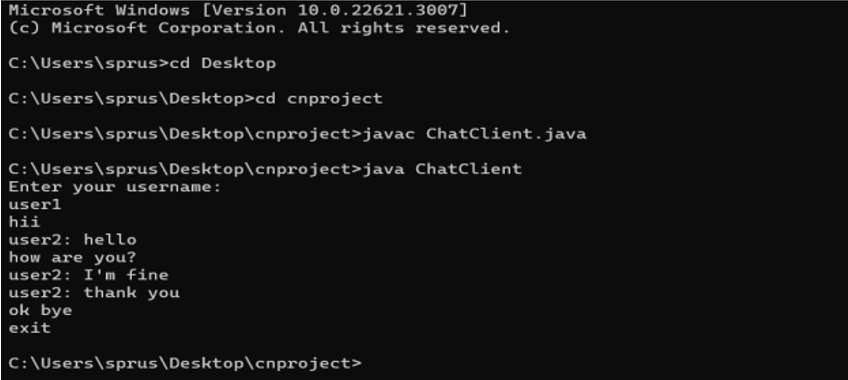 Microsoft Windows [Version 10.0.22621.3007]
(c) Microsoft Corporation. All rights reserved.
C:\Users\sprus>cd Desktop
C:\Users\sprus\Desktop>cd cnproject
C:\Users\sprus\Desktop\cnproject>javac ChatClient.java
C:\Users\sprus\Desktop\cnproject>java ChatClient
Enter your username:
user1
hii
user2: hello
how are you?
user2: I'm fine
user2: thank you
ok bye
exit
C:\Users\sprus\Desktop\cnproject>